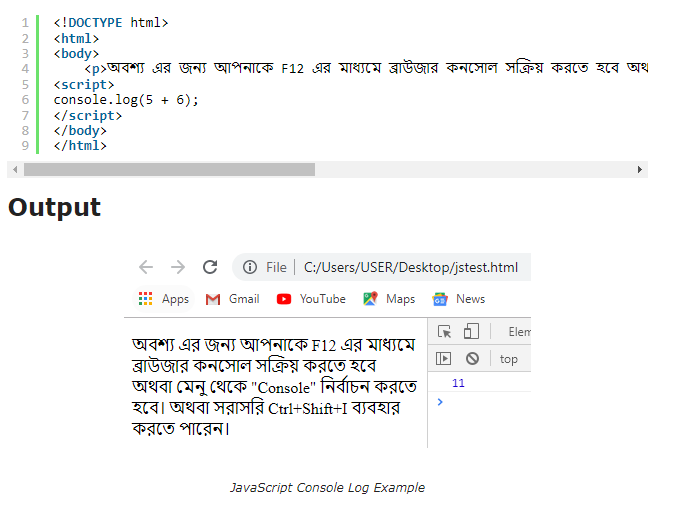 1 <!DOCTYPE html>
2 <html>
3 <body>
4 <p>অবশ্য এর জন্য আপনাকে F12 এর মাধ্যমে ব্রাউজার কনসোল সক্রিয় করতে হবে অথ
5 <script>
6 console.log(5 + 6);
7 </script>
8 </body>
9 </html>
Output
File | C:/Users/USER/Desktop/jstest.html
Apps Gmail YouTube Maps News
Elem
top
11
অবশ্য এর জন্য আপনাকে F12 এর মাধ্যমে
ব্রাউজার কনসোল সক্রিয় করতে হবে
অথবা মেনু থেকে "Console" নির্বাচন করতে
হবে। অথবা সরাসরি Ctrl+Shift+I ব্যবহার
করতে পারেন।
JavaScript Console Log Example